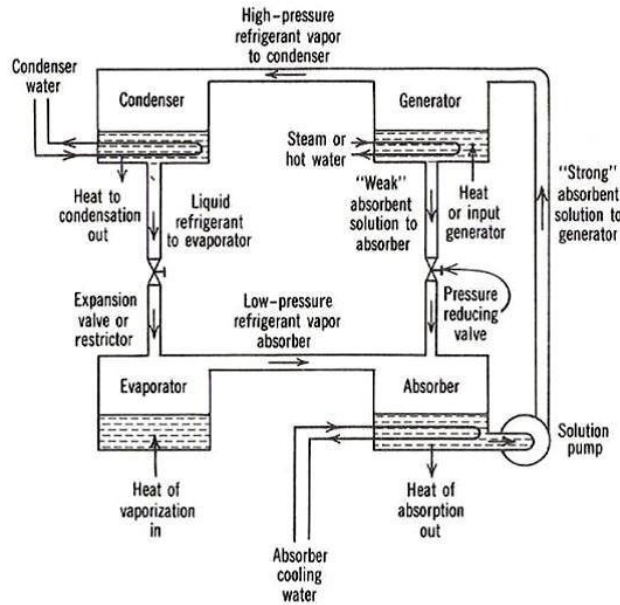 High-pressure
refrigerant vapor
to condenser
Condenser
water
Condenser
Generator
Steam or
hot water
"Strong"
absorbent
solution to
generator
Heat to
condensation
out
Liquid
refrigerant
to evaporator
"Weak"
absorbent
solution to
absorber
Heat
or input
generator
Expansion
valve or
restrictor
Low-pressure
refrigerant vapor
absorber
Pressure
reducing
valve
Evaporator
Absorber
Solution
pump
Heat of
vaporization
in
Heat of
absorption
out
Absorber
cooling
water